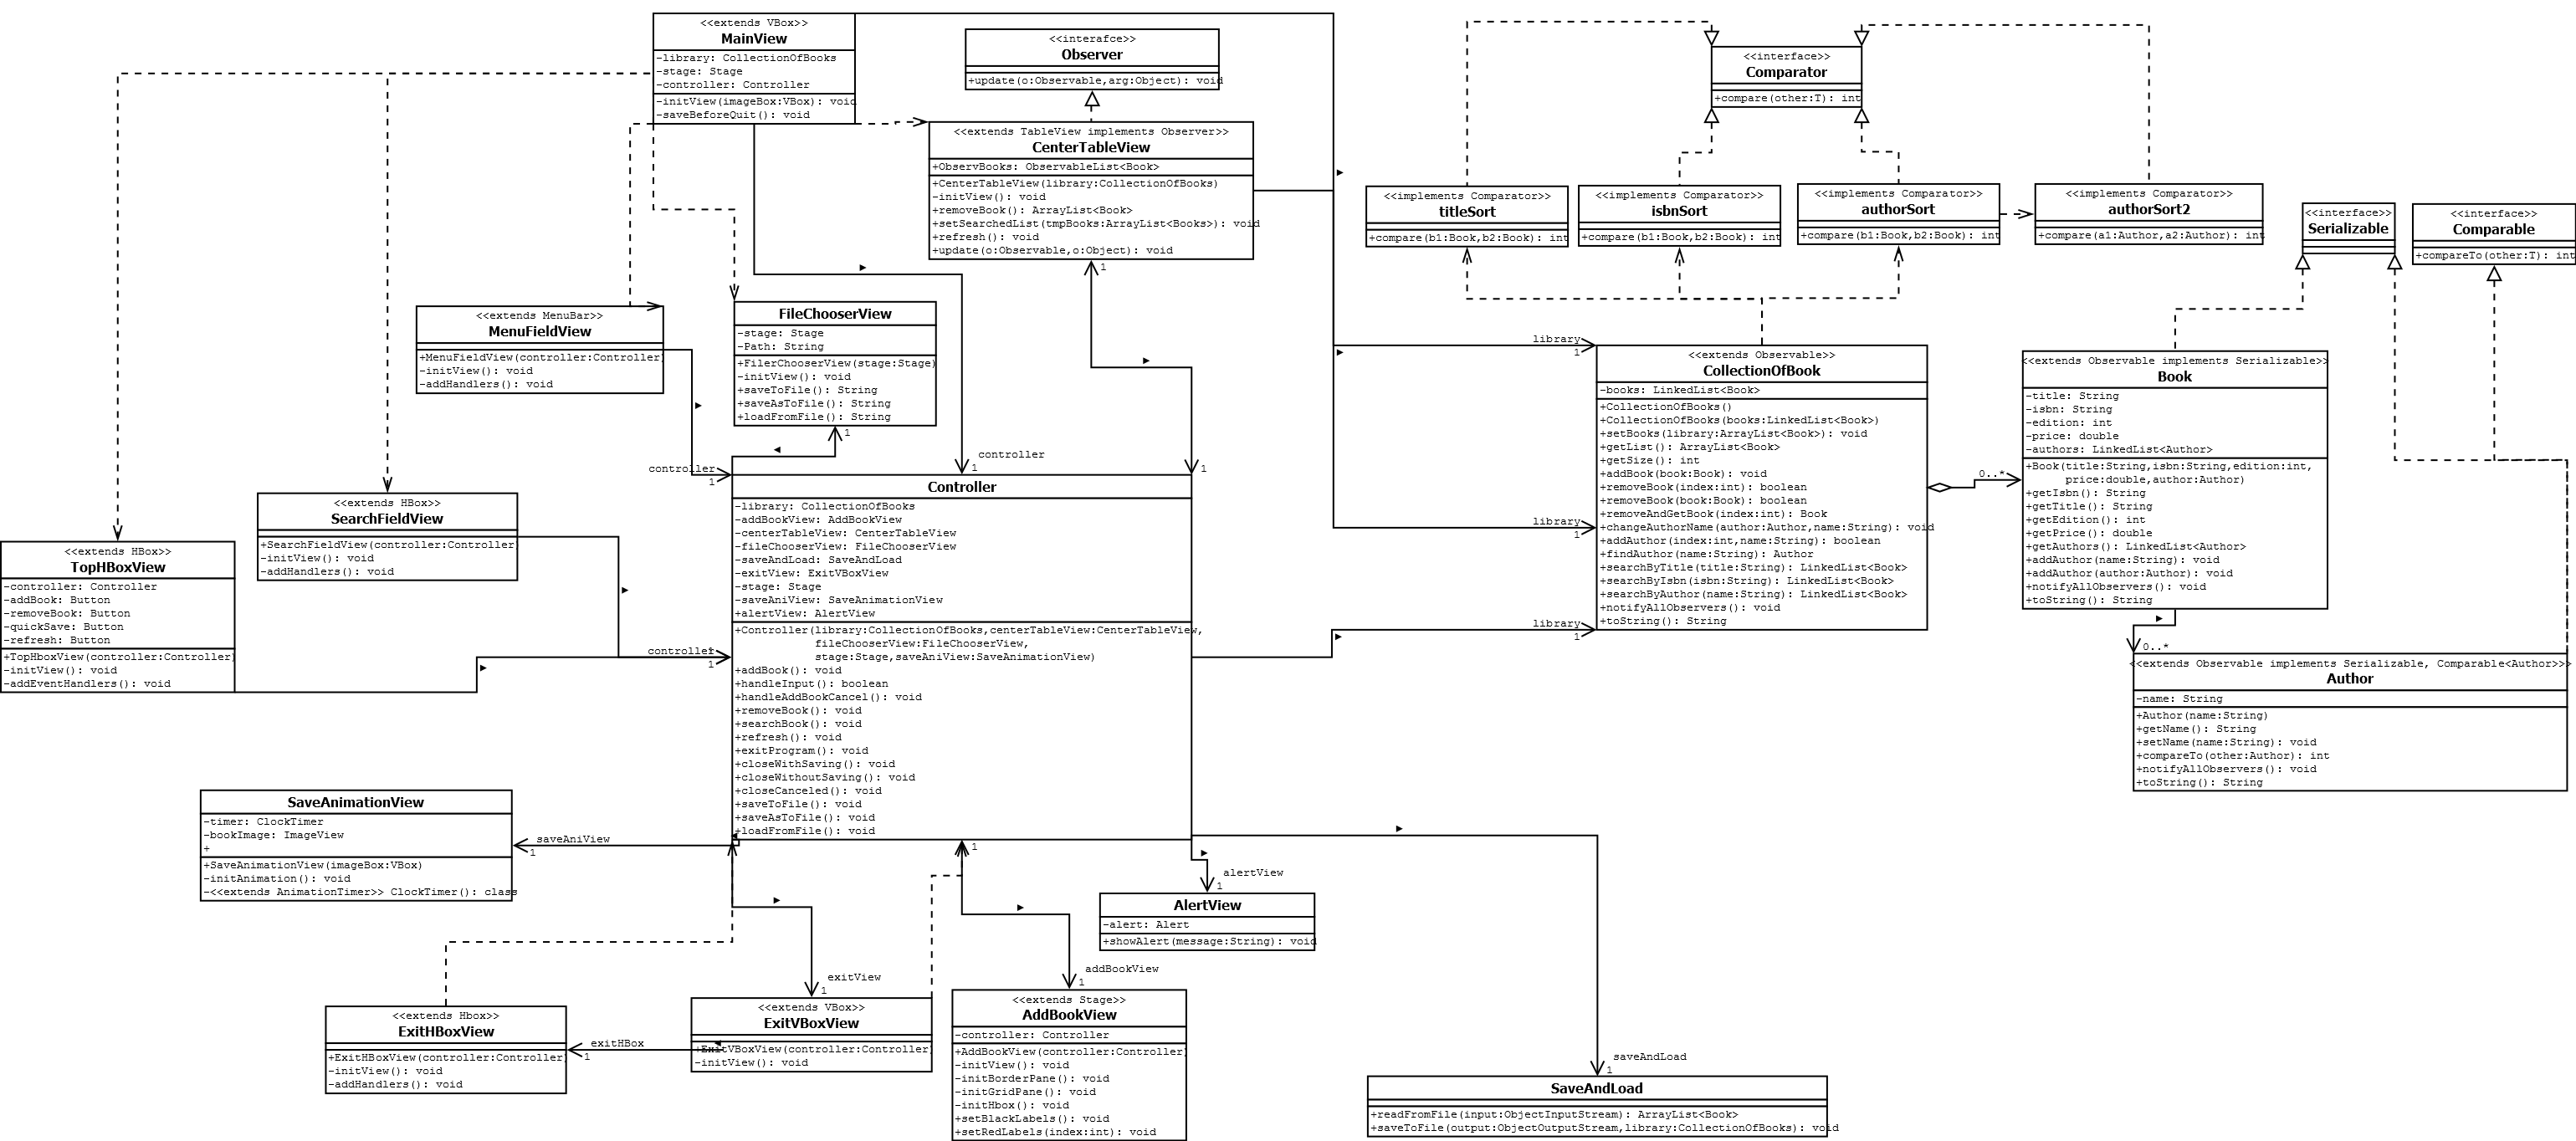 <<extends VBox>>
MainView
-library: CollectionOfBooks
-stage: Stage
-controller: Controller
-initView(imageBox:VBox): void
-saveBeforeQuit(): void
<<interafce>>
Observer
+update(o:Observable,arg:Object): void
<<interface>>
Comparator
+compare(other:T): int
<<extends TableView implements Observer>>
CenterTableView
+ObservBooks: ObservableList<Book>
+CenterTableView(library:CollectionOfBooks)
-initView(): void
+removeBook(): ArrayList<Book>
+setSearchedList(tmpBooks:ArrayList<Books>): void
+refresh(): void
+update(o:Observable,o:Object): void
1
<<implements Comparator>>
titleSort
+compare(b1:Book,b2:Book): int
<<implements Comparator>>
isbnSort
+compare(b1:Book,b2:Book): int
<<implements Comparator>>
authorSort
+compare(b1:Book,b2:Book): int
<<implements Comparator>>
authorSort2
+compare(a1:Author,a2:Author): int
<<interface>>
Serializable
<<interface>>
Comparable
+compareTo(other:T): int
<<extends MenuBar>>
MenuFieldView
+MenuFieldView(controller:Controller)
-initView(): void
-addHandlers(): void
FileChooserView
-stage: Stage
-Path: String
+FilerChooserView(stage:Stage)
-initView(): void
+saveToFile(): String
+saveAsToFile(): String
+loadFromFile(): String
1
library
1
<<extends Observable>>
CollectionOfBook
-books: LinkedList<Book>
+CollectionOfBooks()
+CollectionOfBooks(books:LinkedList<Book>)
+setBooks(library:ArrayList<Book>): void
+getList(): ArrayList<Book>
+getSize(): int
+addBook(book:Book): void
+removeBook(index:int): boolean
+removeBook(book:Book): boolean
+removeAndGetBook(index:int): Book
+changeAuthorName(author:Author,name:String): void
+addAuthor(index:int,name:String): boolean
+findAuthor(name:String): Author
+searchByTitle(title:String): LinkedList<Book>
+searchByIsbn(isbn:String): LinkedList<Book>
+searchByAuthor(name:String): LinkedList<Book>
+notifyAllObservers(): void
+toString(): String
library
1
library
1
0..*
<<extends Observable implements Serializable>>
Book
-title: String
-isbn: String
-edition: int
-price: double
-authors: LinkedList<Author>
+Book(title:String,isbn:String,edition:int,
price:double,author:Author)
+getIsbn(): String
+getTitle(): String
+getEdition(): int
+getPrice(): double
+getAuthors(): LinkedList<Author>
+addAuthor(name:String): void
+addAuthor(author:Author): void
+notifyAllObservers(): void
+toString(): String
0..*
<<extends Observable implements Serializable, Comparable<Author>>>
Author
-name: String
+Author(name:String)
+getName(): String
+setName(name:String): void
+compareTo(other:Author): int
+notifyAllObservers(): void
+toString(): String
controller
1
controller
1
1
Controller
-library: CollectionOfBooks
-addBookView: AddBookView
-centerTableView: CenterTableView
-fileChooserView: FileChooserView
-saveAndLoad: SaveAndLoad
-exitView: ExitVBoxView
-stage: Stage
-saveAniView: SaveAnimationView
+alertView: AlertView
+Controller(library:CollectionOfBooks,centerTableView:CenterTableView,
fileChooserView:FileChooserView,
stage:Stage,saveAniView:SaveAnimationView)
+addBook(): void
+handleInput(): boolean
+handleAddBookCancel(): void
+removeBook(): void
+searchBook(): void
+refresh(): void
+exitProgram(): void
+closeWithSaving(): void
+closeWithoutSaving(): void
+closeCanceled(): void
+saveToFile(): void
+saveAsToFile(): void
+loadFromFile(): void
1
<<extends HBox>>
SearchFieldView
+SearchFieldView(controller:Controller)
-initView(): void
-addHandlers(): void
<<extends HBox>>
TopHBoxView
-controller: Controller
-addBook: Button
-removeBook: Button
-quickSave: Button
-refresh: Button
+TopHboxView(controller:Controller)
-initView(): void
-addEventHandlers(): void
controller
1
SaveAnimationView
-timer: ClockTimer
-bookImage: ImageView
+
+SaveAnimationView(imageBox:VBox)
-initAnimation(): void
-<<extends AnimationTimer>> ClockTimer(): class
saveAniView
1
alertView
1
AlertView
-alert: Alert
+showAlert(message:String): void
exitView
1
addBookView
1
<<extends Hbox>>
ExitHBoxView
+ExitHBoxView(controller:Controller)
-initView(): void
-addHandlers(): void
exitHBox
1
<<extends VBox>>
ExitVBoxView
+ExitVBoxView(controller:Controller)
-initView(): void
<<extends Stage>>
AddBookView
-controller: Controller
+AddBookView(controller:Controller)
-initView(): void
-initBorderPane(): void
-initGridPane(): void
-initHbox(): void
+setBlackLabels(): void
+setRedLabels(index:int): void
saveAndLoad
1
SaveAndLoad
+readFromFile(input:ObjectInputStream): ArrayList<Book>
+saveToFile(output:ObjectOutputStream,library:CollectionOfBooks): void